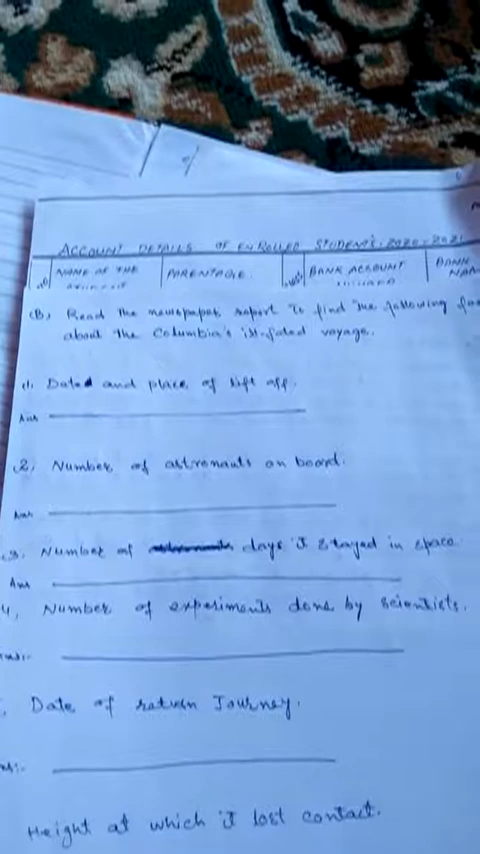 ACCOUNT DETAILS OF ENROLLED STUDENTS 2020-2021
NAME OF THE PARENTAGE BANK ACCOUNT BANK
(B) Read the newspaper report to find the following
about the Columbia's ill-fated voyage.
(1. Dated and place of lift off.
Ans
2. Number of astronauts on board.
Ans
3. Number of days it stayed in space
Ans
4, Number of experiments done by scientists.
Date of return Journey.
Height at which it lost contact.